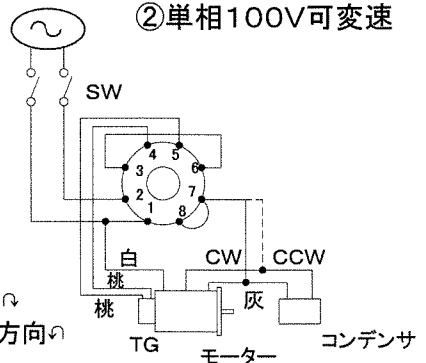 ②単相100V可変速
SW
4 5
3 6
2 7
1 8
白 CW CCW
桃
桃 灰
方向
TG モーター コンデンサ